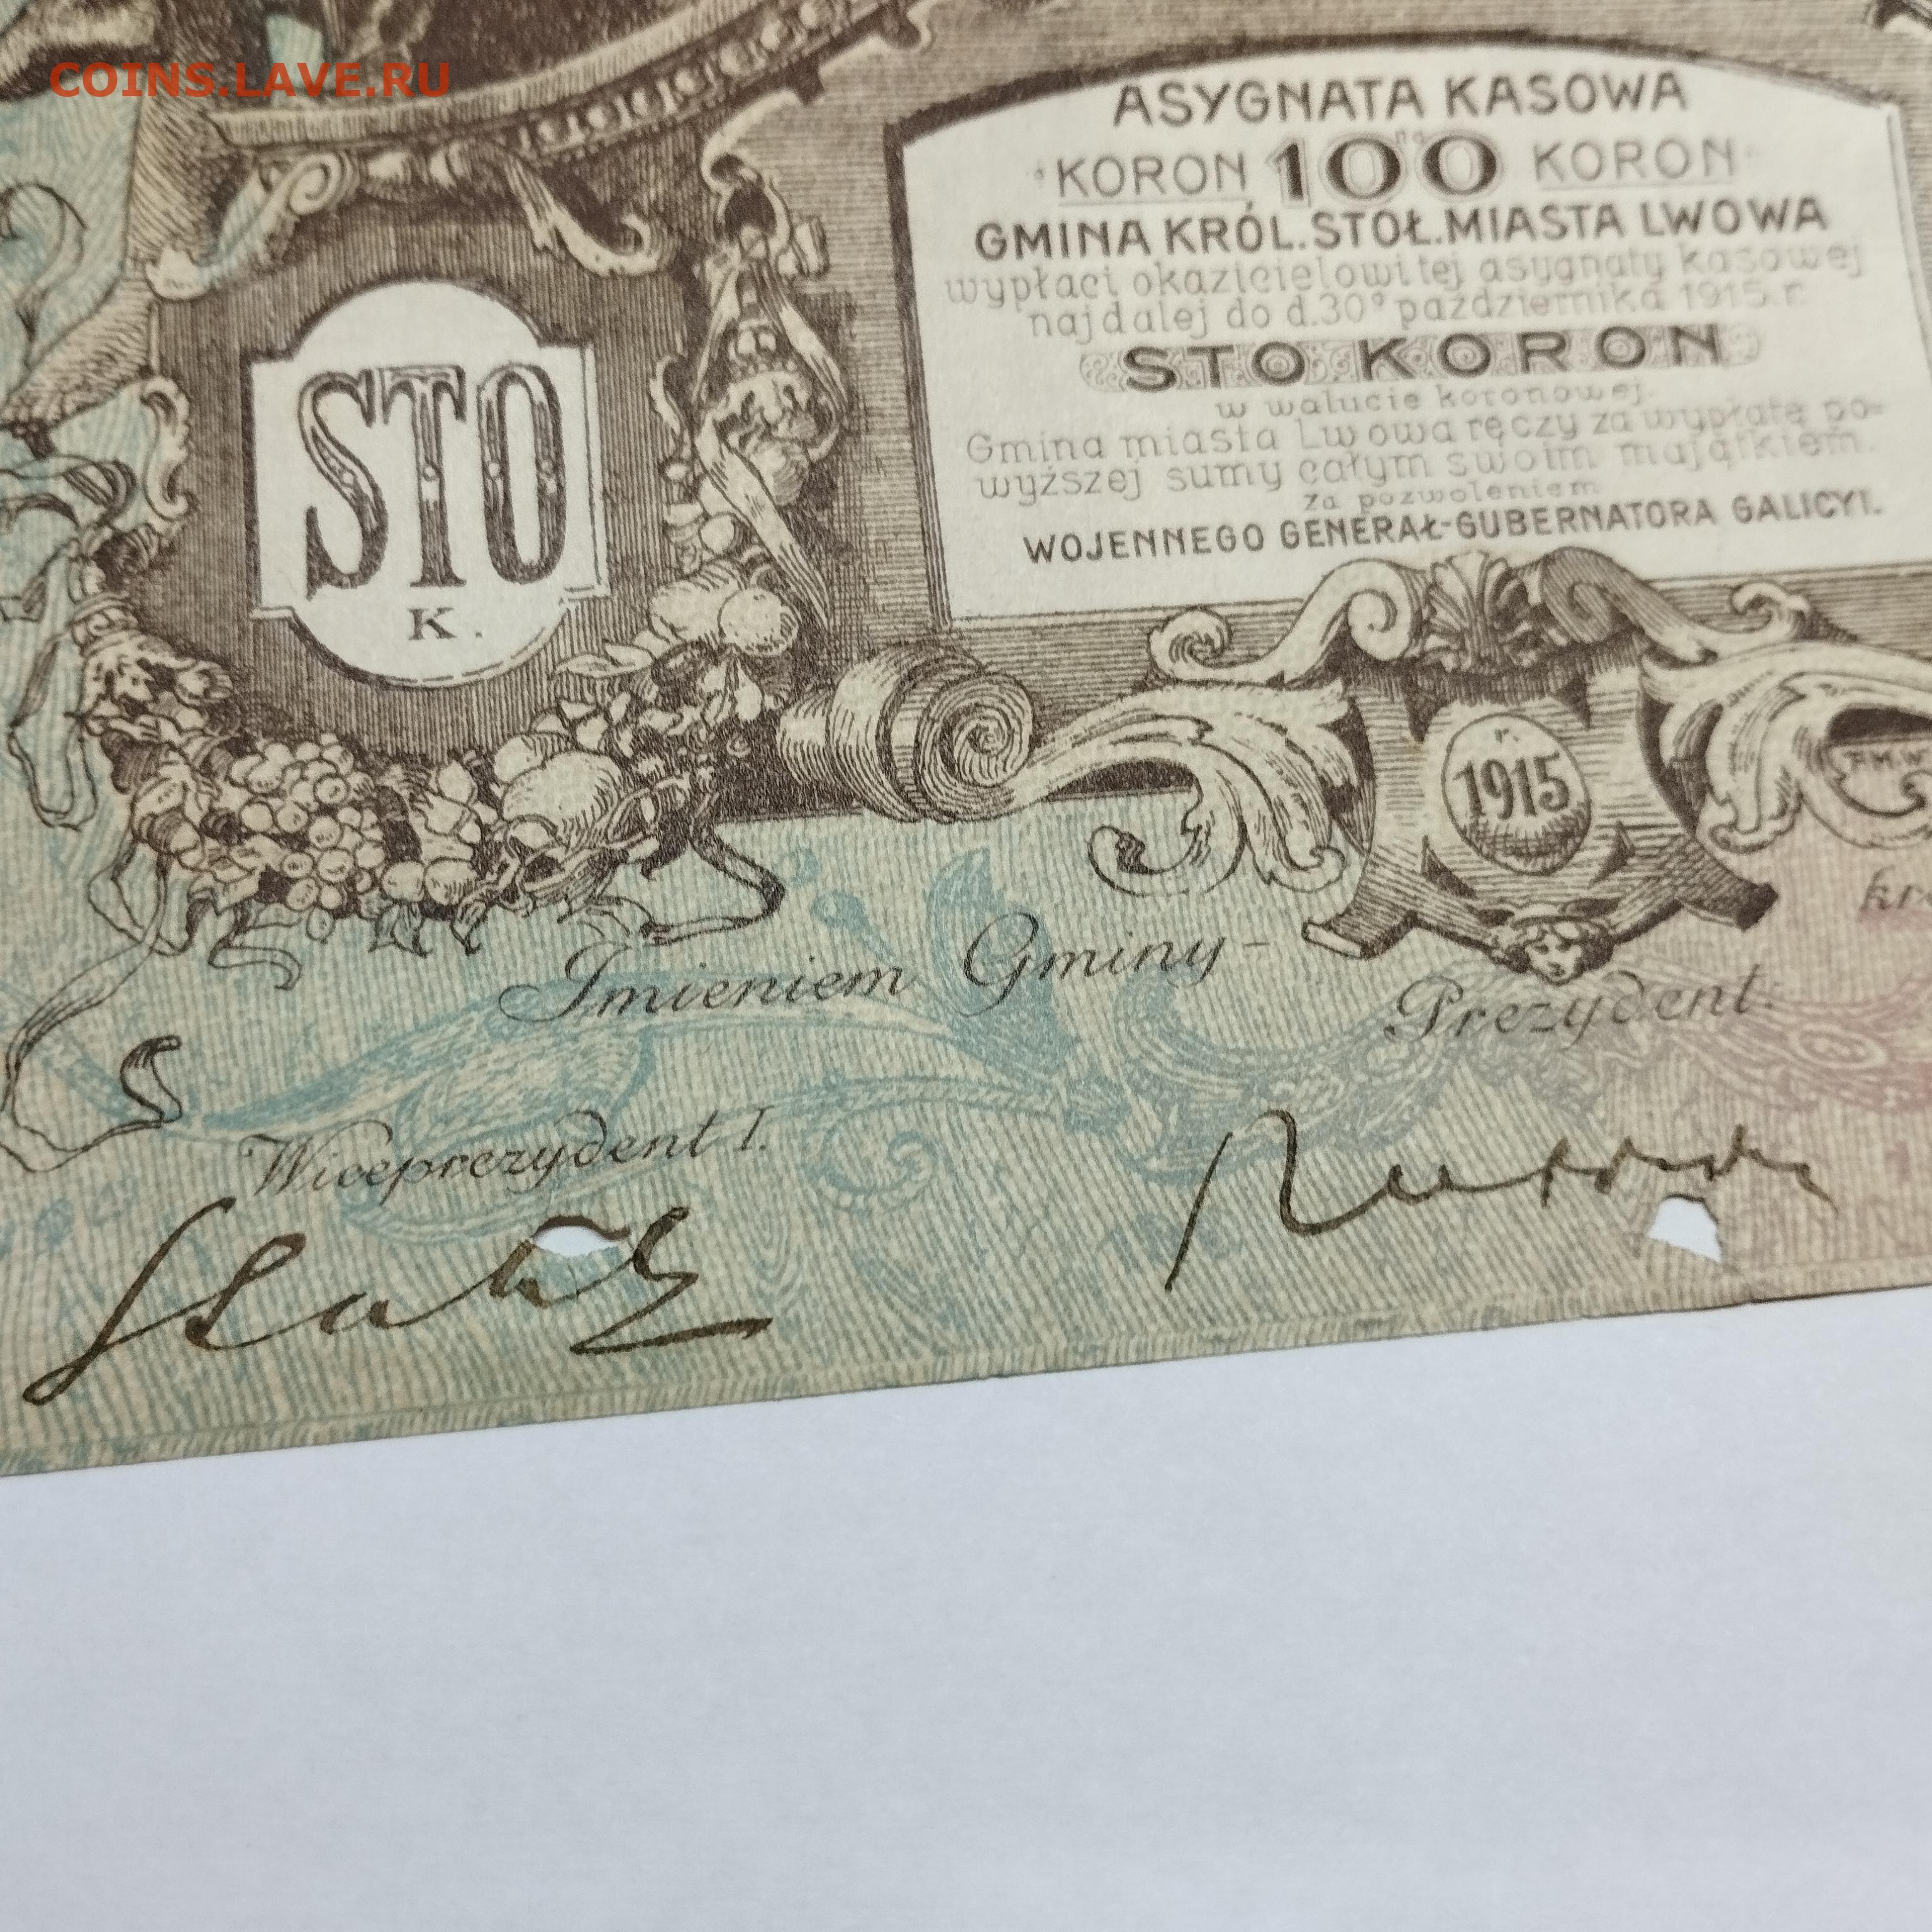 COINS.LAVE.RU
ASYGNATA KASOWA
KORON 100 KORON
GMINA KRÓL.STOŁ.MIASTA LWOWA
wypłaci okazicielowi tej asygnaty kasowej
najdalej do d.30º października 1915 r.
STO KORON
w walucie koronowej.
Gmina miasta Lwowa ręczy za wypłatę po=
wyższej sumy całym swoim majątkiem.
Za pozwoleniem
WOJENNEGO GENERAŁ-GUBERNATORA GALICYI.
STO
K.
r.
1915
Imieniem Gminy-
Prezydent:
Wiceprezydent I.